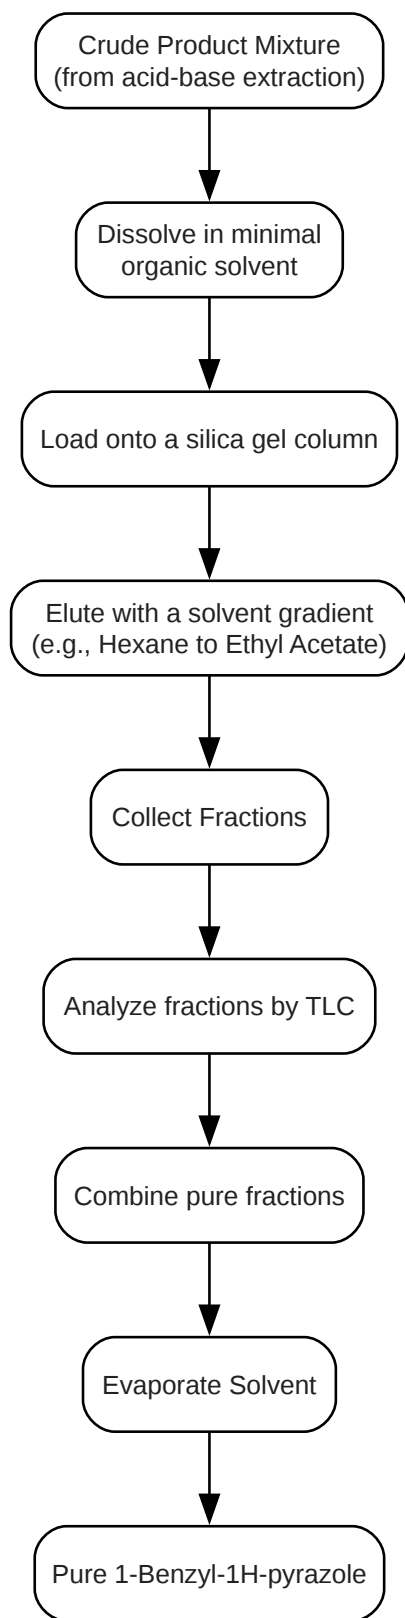 Crude Product Mixture
(from acid-base extraction)
Dissolve in minimal
organic solvent
Load onto a silica gel column
Elute with a solvent gradient
(e.g., Hexane to Ethyl Acetate)
Collect Fractions
Analyze fractions by TLC
Combine pure fractions
Evaporate Solvent
Pure 1-Benzyl-1H-pyrazole